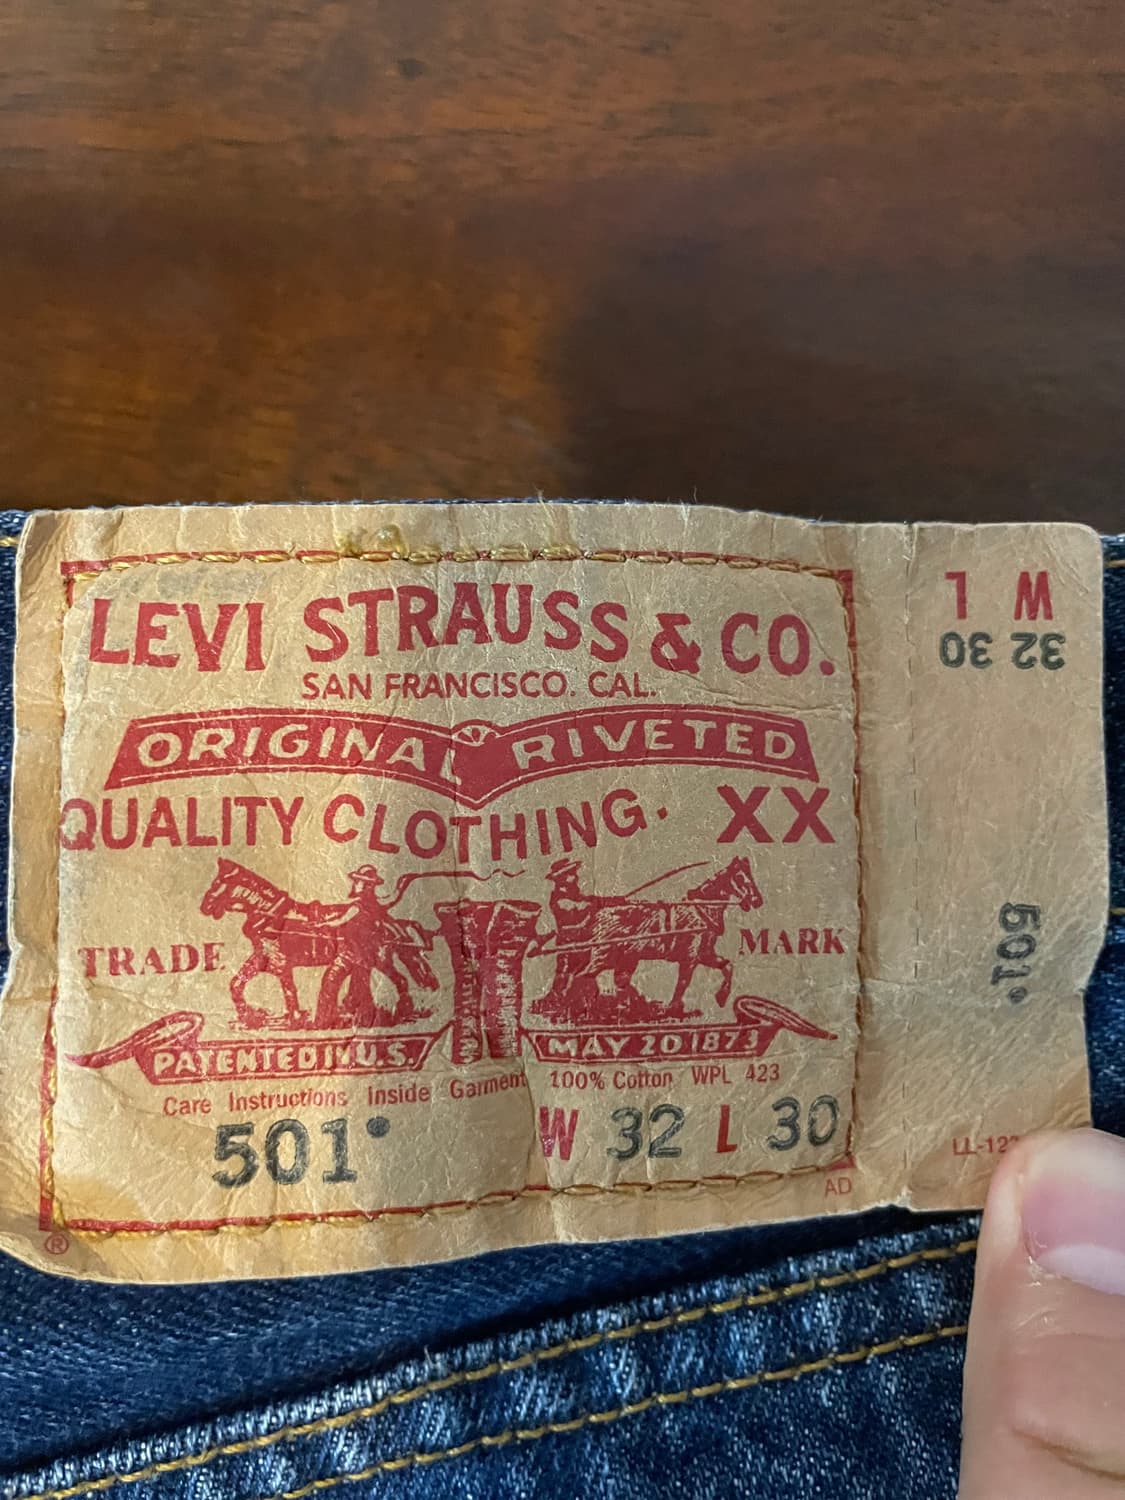 LEVI STRAUSS & CO.
SAN FRANCISCO. CAL.
ORIGINAL RIVETED
QUALITY CLOTHING. XX
TRADE MARK
PATENTED IN U.S. MAY 20 1873
Care Instructions Inside Garment 100% Cotton WPL 423
501® W 32 L 30
AD
®
W L
32 30
501®